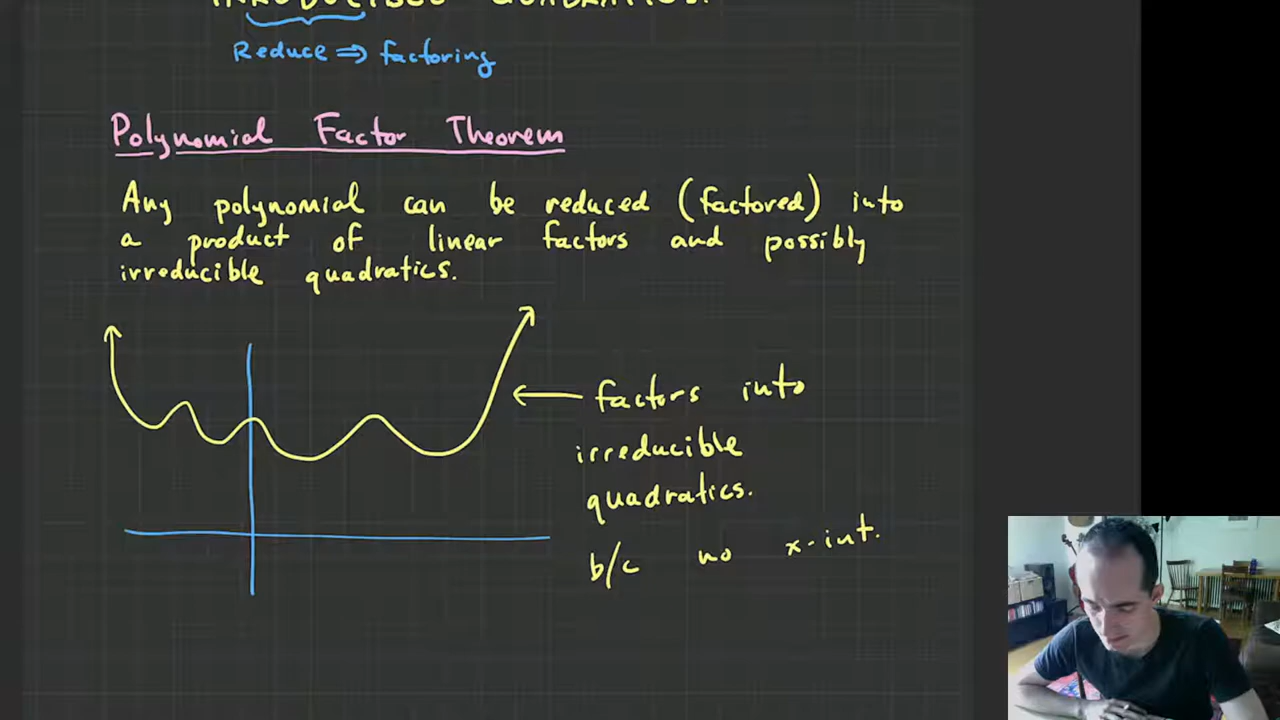 Reduce ⇒ factoring
Polynomial Factor Theorem
Any polynomial can be reduced (factored) into
a product of linear factors and possibly
irreducible quadratics.
← factors into
irreducible
quadratics.
b/c no x-int.